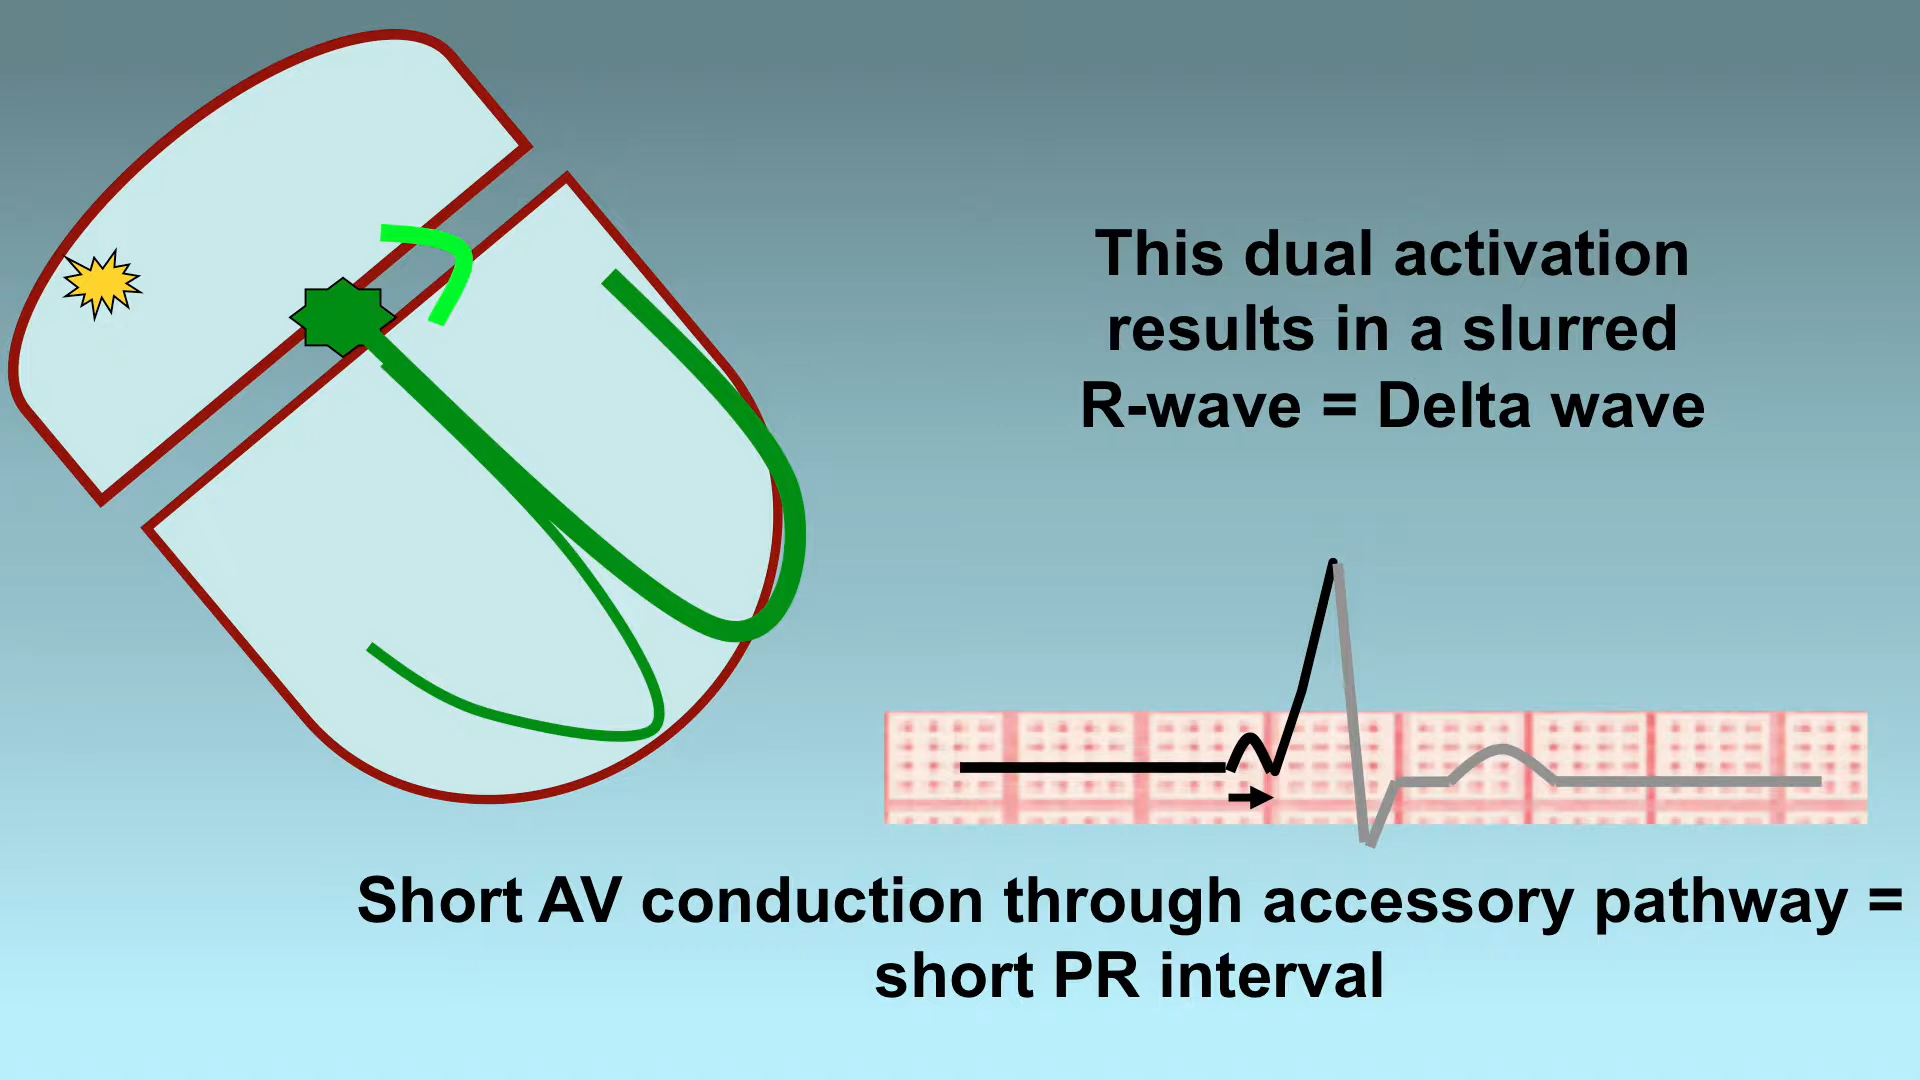 This dual activation
results in a slurred
R-wave = Delta wave
Short AV conduction through accessory pathway =
short PR interval